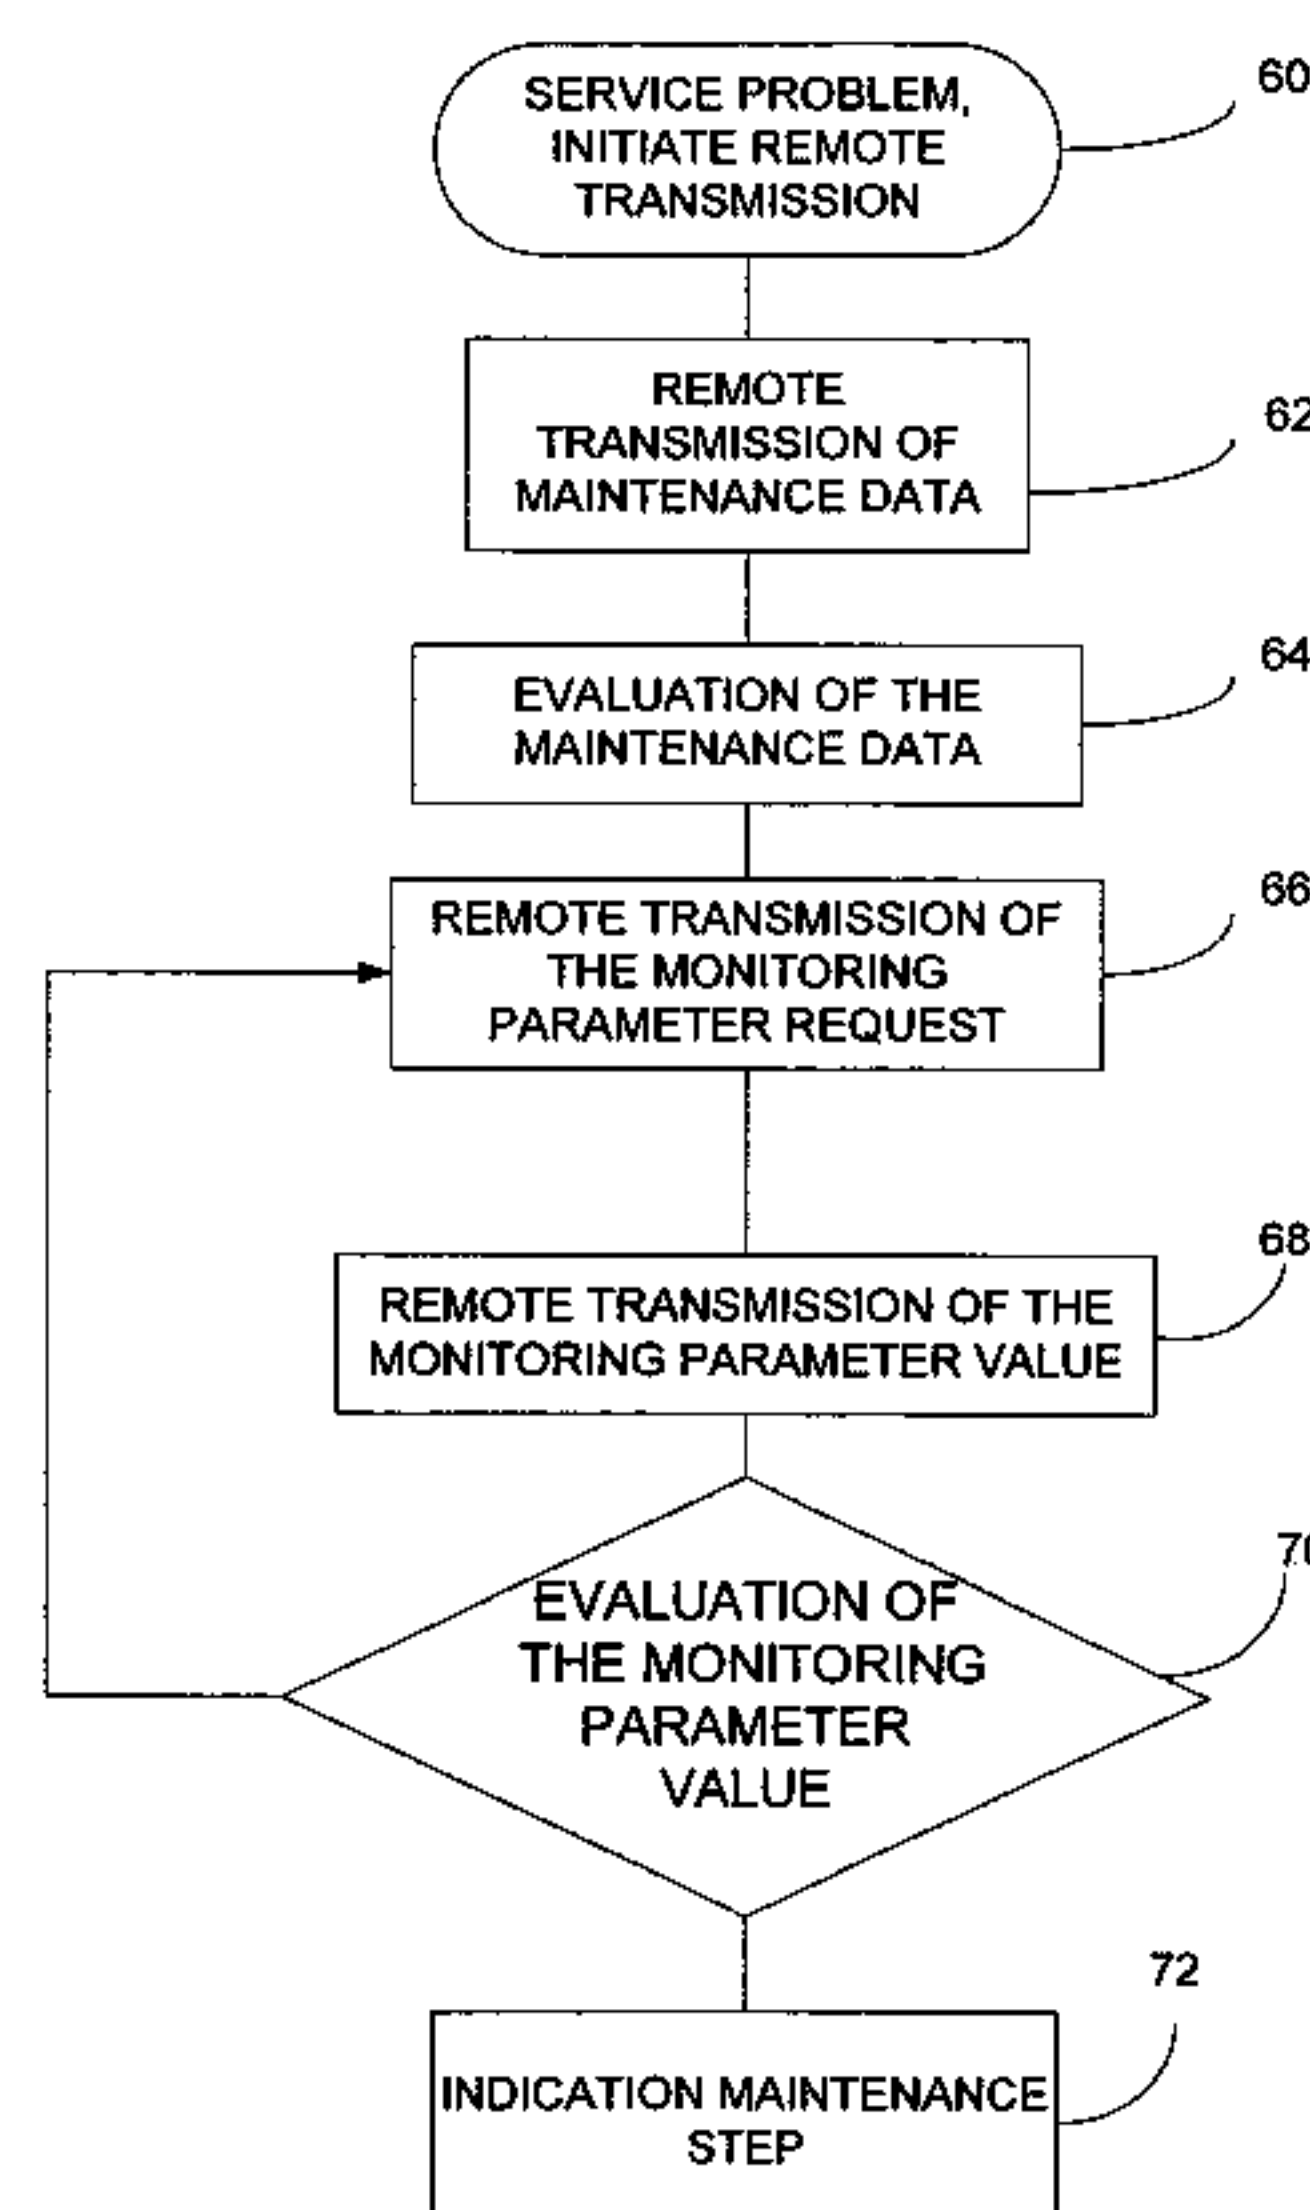 60
SERVICE PROBLEM,
INITIATE REMOTE
TRANSMISSION
62
REMOTE
TRANSMISSION OF
MAINTENANCE DATA
64
EVALUATION OF THE
MAINTENANCE DATA
66
REMOTE TRANSMISSION OF
THE MONITORING
PARAMETER REQUEST
68
REMOTE TRANSMISSION OF THE
MONITORING PARAMETER VALUE
70
EVALUATION OF
THE MONITORING
PARAMETER
VALUE
72
INDICATION MAINTENANCE
STEP